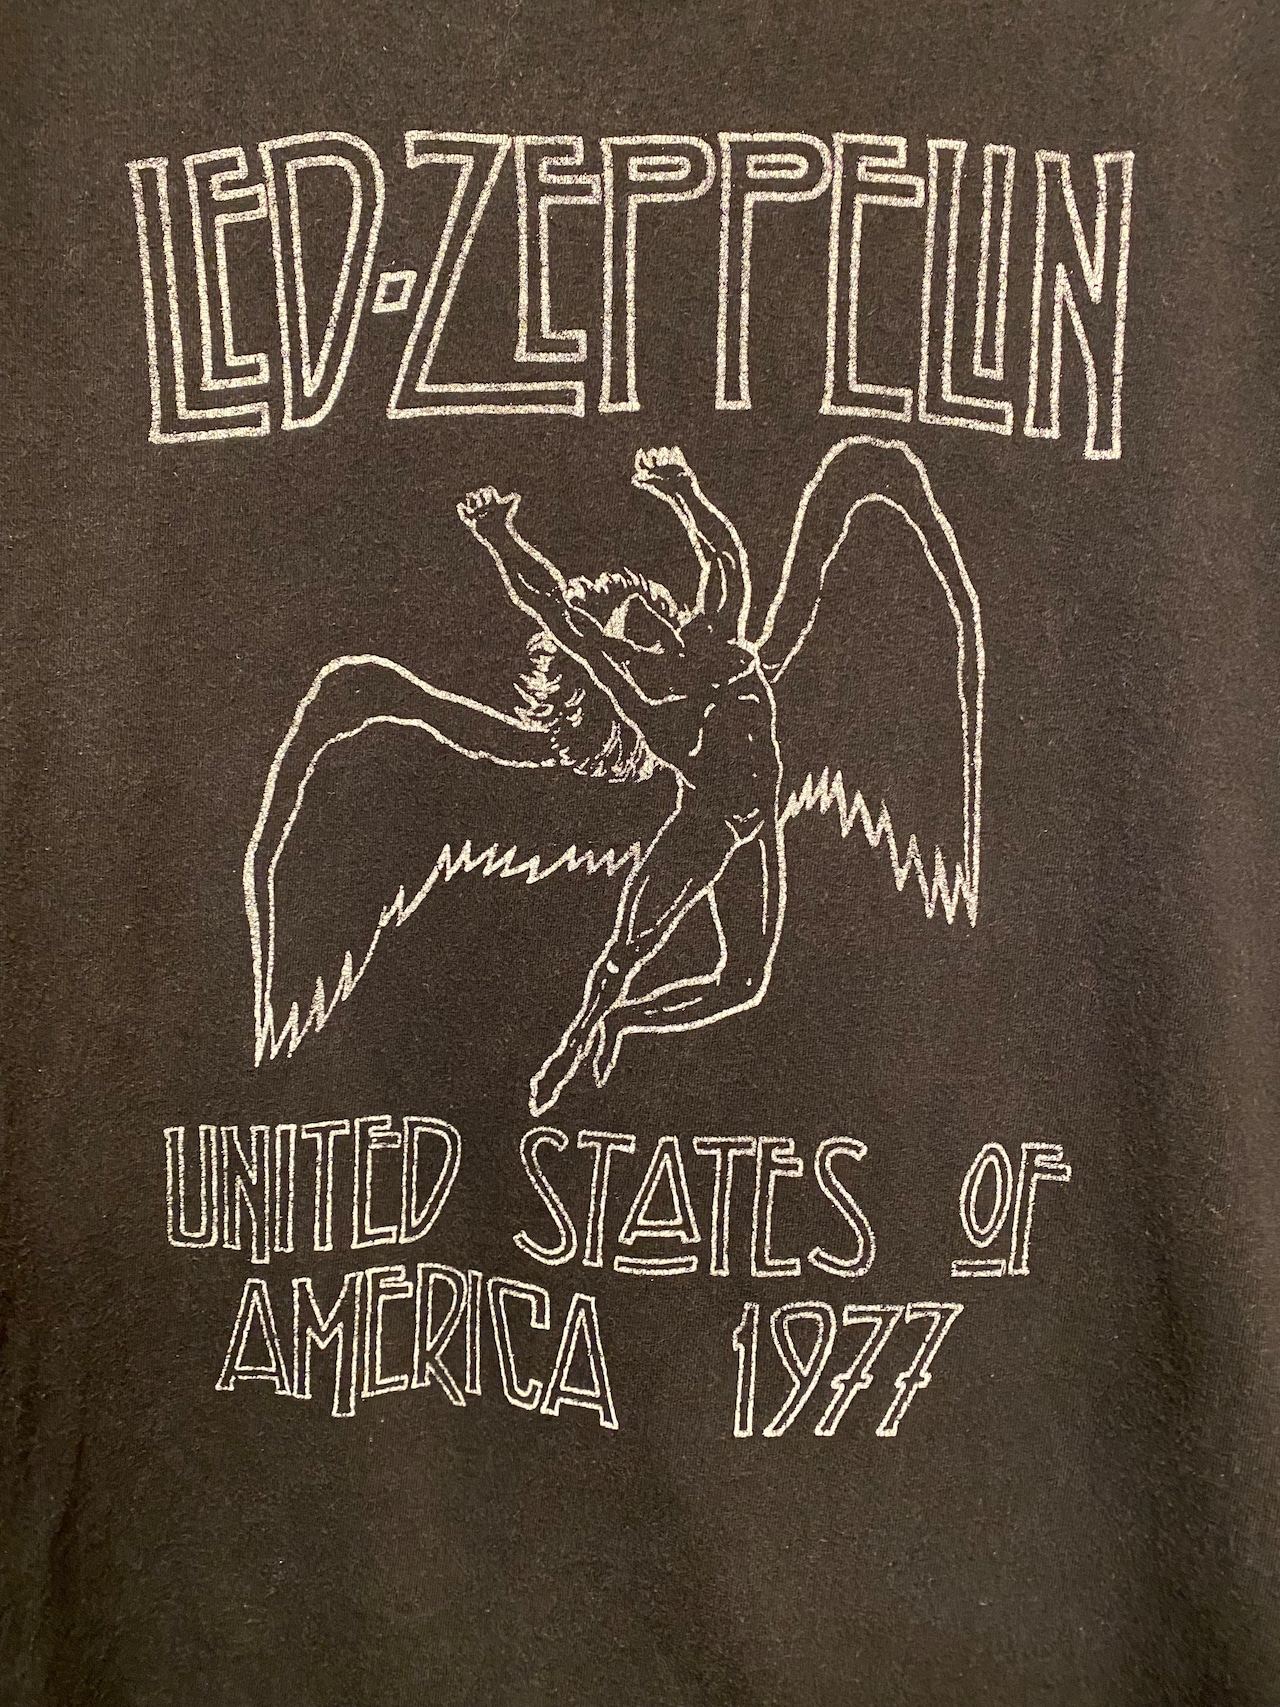 LED-ZEPPELIN
UNITED STATES OF
AMERICA 1977